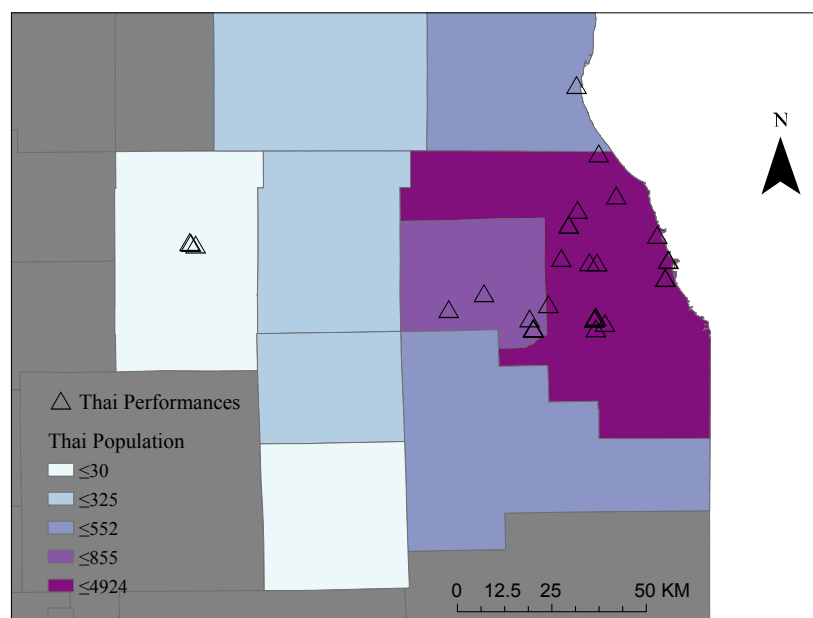 N
Thai Performances
Thai Population
≤30
≤325
≤552
≤855
≤4924
0 12.5 25 50 KM